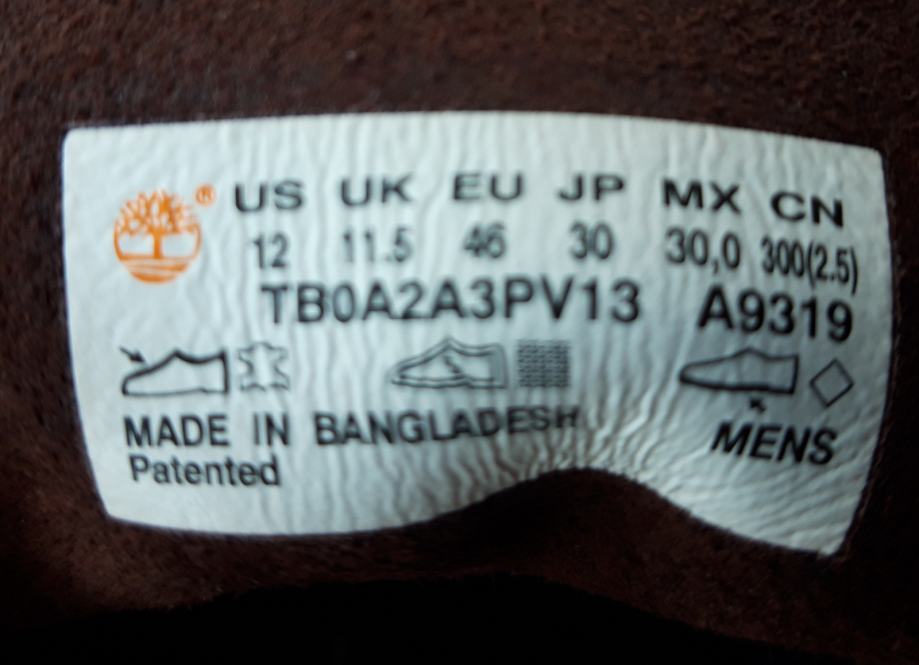 ® US UK EU JP MX CN
12 11.5 46 30 30,0 300(2.5)
TB0A2A3PV13 A9319
MADE IN BANGLADESH MENS
Patented